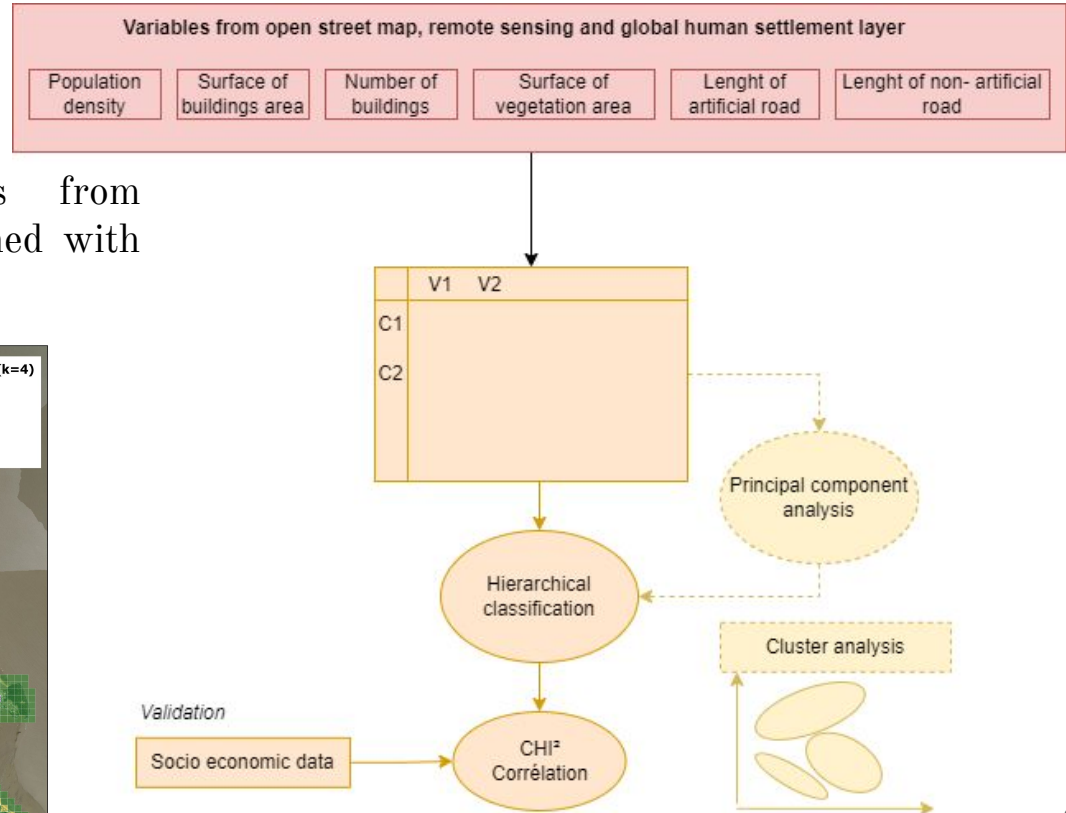 Variables from open street map, remote sensing and global human settlement layer
Population
density
Surface of
buildings area
Number of
buildings
Surface of
vegetation area
Lenght of
artificial road
Lenght of non- artificial
road
from
with
V1 V2
C1
C2
(k=4)
Principal component
analysis
Hierarchical
classification
Cluster analysis
Validation
Socio economic data
CHI²
Corrélation